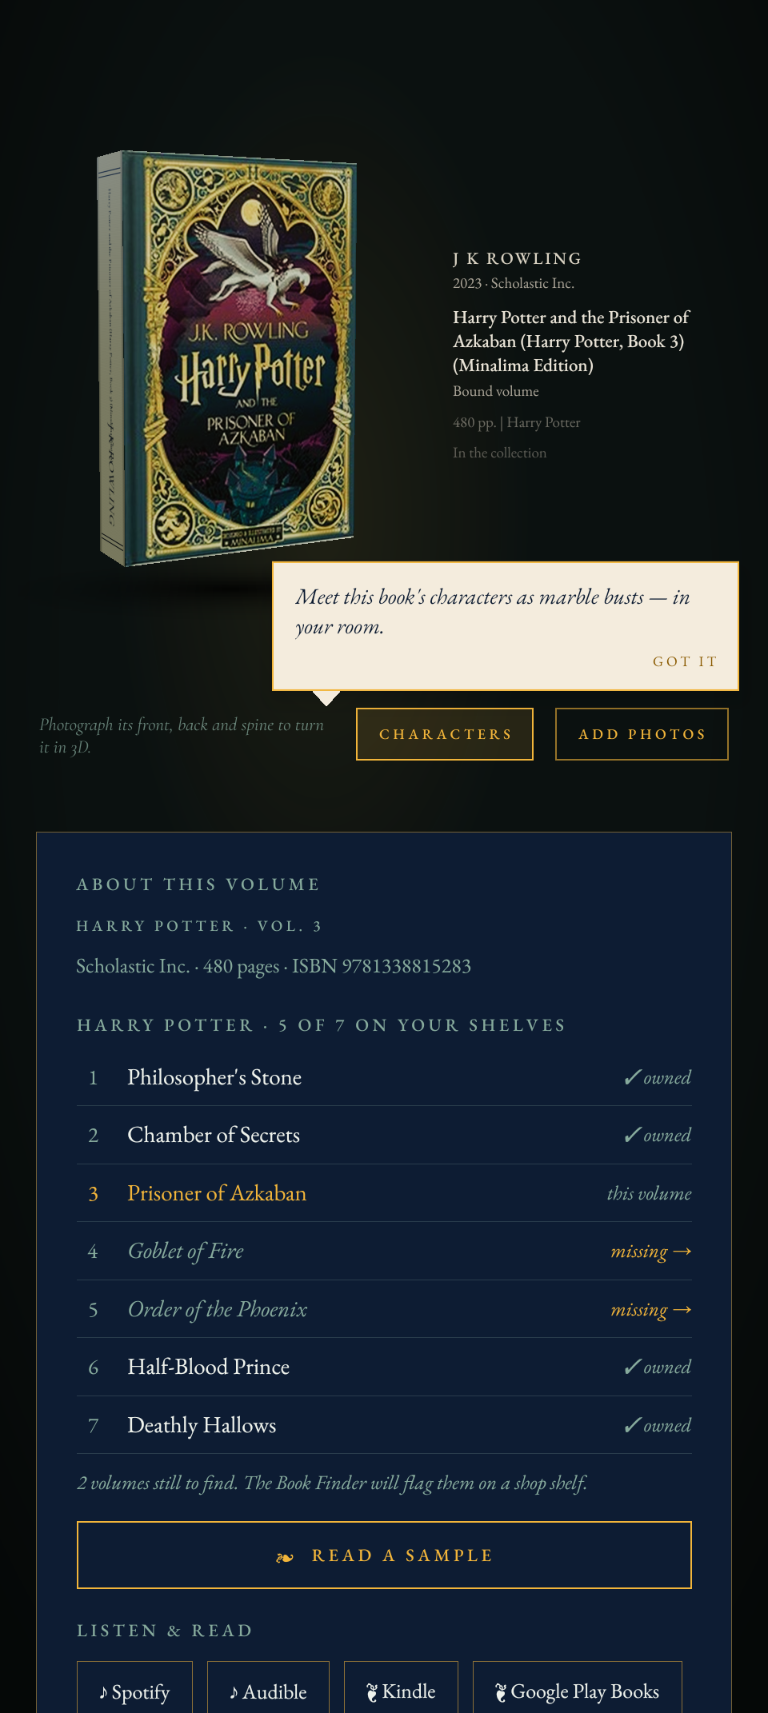 J.K. ROWLING
Harry Potter
AND THE
PRISONER OF
AZKABAN
DESIGNED & ILLUSTRATED BY
MINALIMA
J K ROWLING
2023 · Scholastic Inc.
Harry Potter and the Prisoner of
Azkaban (Harry Potter, Book 3)
(Minalima Edition)
Bound volume
480 pp. | Harry Potter
In the collection
Meet this book's characters as marble busts — in
your room.
GOT IT
Photograph its front, back and spine to turn
it in 3D.
CHARACTERS
ADD PHOTOS
ABOUT THIS VOLUME
HARRY POTTER · VOL. 3
Scholastic Inc. · 480 pages · ISBN 9781338815283
HARRY POTTER · 5 OF 7 ON YOUR SHELVES
1 Philosopher's Stone ✓ owned
2 Chamber of Secrets ✓ owned
3 Prisoner of Azkaban this volume
4 Goblet of Fire missing →
5 Order of the Phoenix missing →
6 Half-Blood Prince ✓ owned
7 Deathly Hallows ✓ owned
2 volumes still to find. The Book Finder will flag them on a shop shelf.
❧ READ A SAMPLE
LISTEN & READ
♪ Spotify ♪ Audible ❦ Kindle ❦ Google Play Books